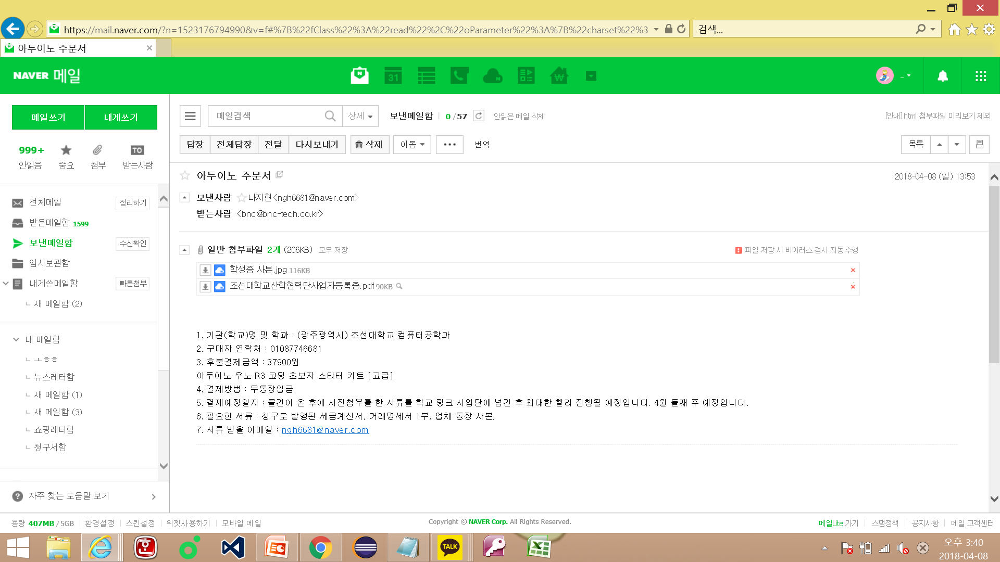 https://mail.naver.com/?n=1523176794990&v=f#%7B%22fClass%22%3A%22read%22%2C%22oParameter%22%3A%7B%22charset%22%3
검색...
아두이노 주문서
NAVER 메일
31
메일쓰기 내게쓰기
메일검색 상세 보낸메일함 0/57 안읽은 메일 삭제
[안내]html 첨부파일 미리보기 제외
999+ TO
안읽음 중요 첨부 받는사람
답장 전체답장 전달 다시보내기 삭제 이동 ••• 번역
목록
아두이노 주문서
2018-04-08 (일) 13:53
보낸사람 나지현<ngh6681@naver.com>
받는사람 <bnc@bnc-tech.co.kr>
전체메일 정리하기
받은메일함 1599
보낸메일함 수신확인
임시보관함
내게쓴메일함 빠른첨부
새 메일함 (2)
내 메일함
뉴스레터함
새 메일함 (1)
새 메일함 (3)
쇼핑레터함
청구서함
자주 찾는 도움말 보기
일반 첨부파일 2개 (206KB) 모두 저장
파일 저장 시 바이러스 검사 자동 수행
학생증 사본.jpg 116KB
조선대학교산학협력단사업자등록증.pdf 90KB
1. 기관(학교)명 및 학과 : (광주광역시) 조선대학교 컴퓨터공학과
2. 구매자 연락처 : 01087746681
3. 후불결제금액 : 37900원
아두이노 우노 R3 코딩 초보자 스타터 키트 [고급]
4. 결제방법 : 무통장입금
5. 결제예정일자 : 물건이 온 후에 사진첨부를 한 서류를 학교 링크 사업단에 넘긴 후 최대한 빨리 진행될 예정입니다. 4월 둘째 주 예정입니다.
6. 필요한 서류 : 청구로 발행된 세금계산서, 거래명세서 1부, 업체 통장 사본,
7. 서류 받을 이메일 : ngh6681@naver.com
용량 407MB/5GB 환경설정 스킨설정 위젯사용하기 모바일 메일
Copyright ⓒ NAVER Corp. All Rights Reserved.
메일Lite 가기 스팸정책 공지사항 메일 고객센터
TALK
오후 3:40
2018-04-08